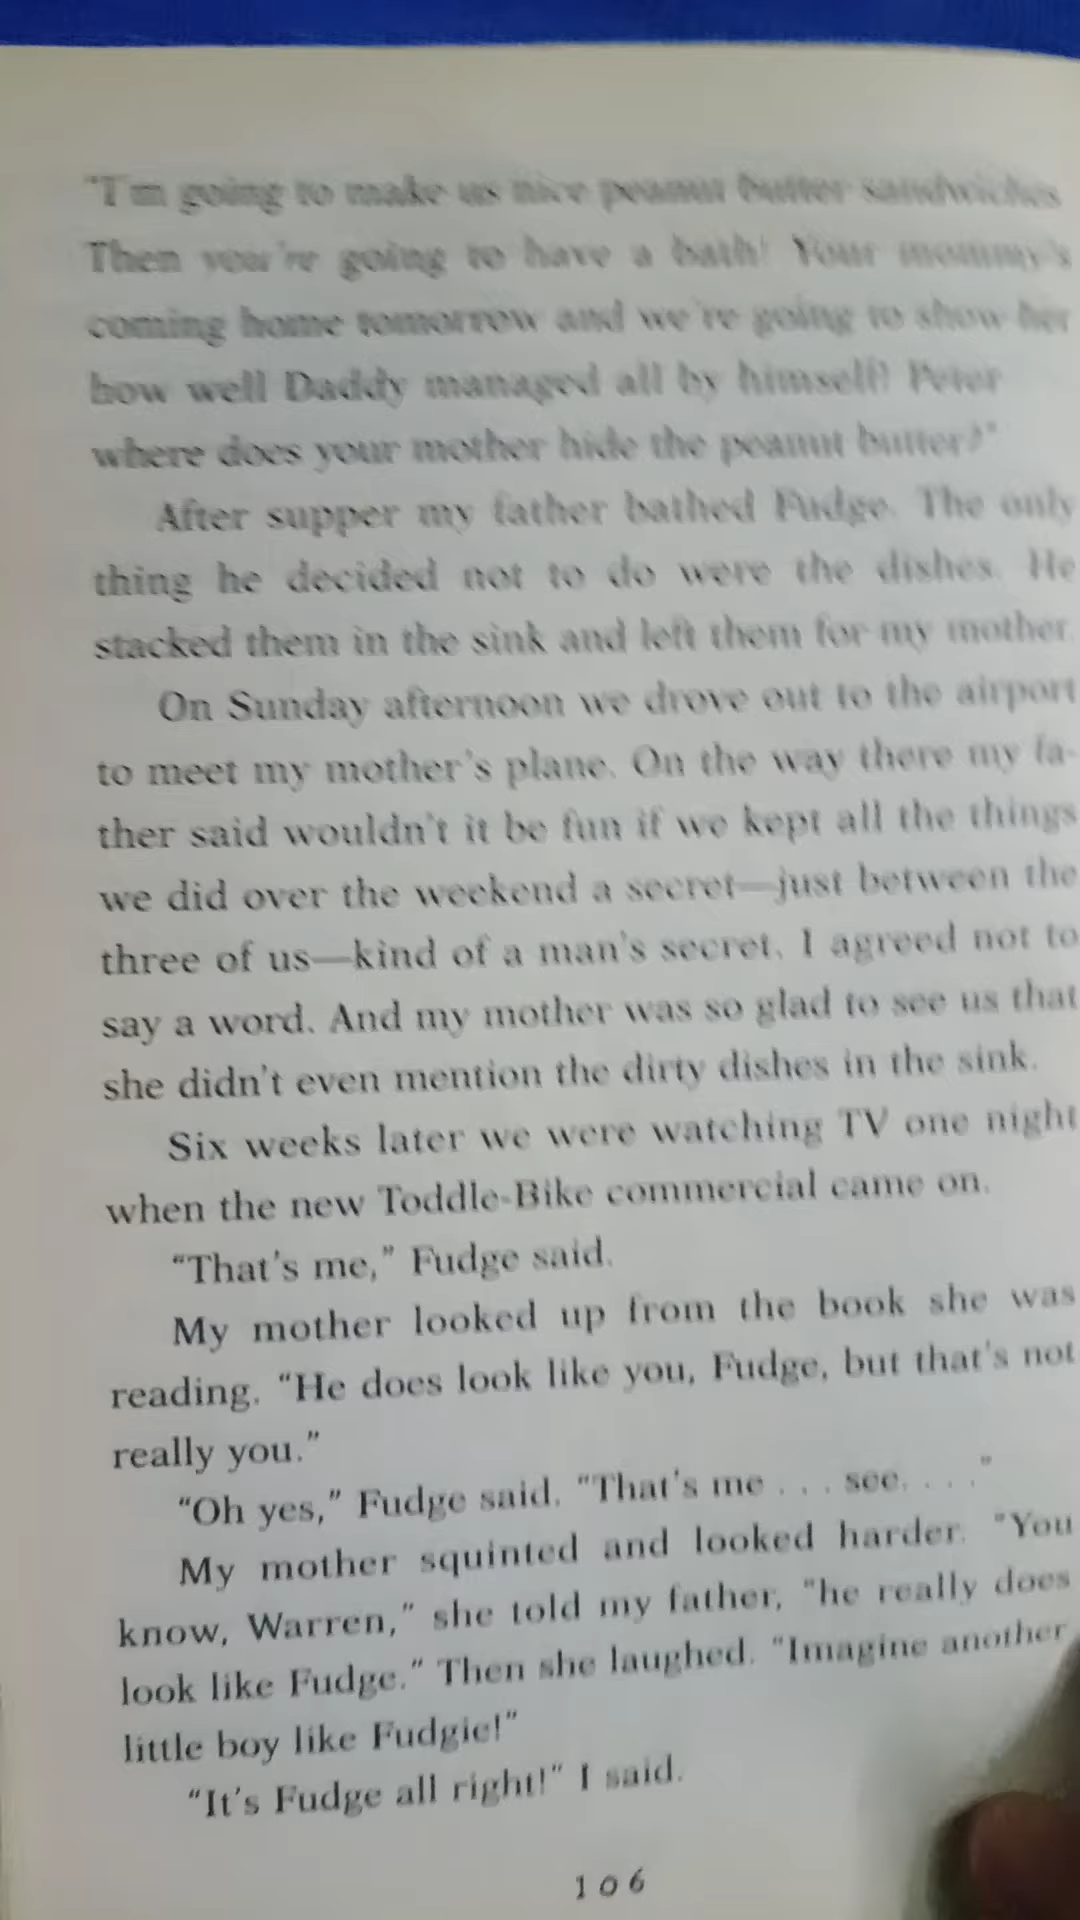 "I'm going to make us nice peanut butter sandwiches
Then you're going to have a bath! Your mommy's
coming home tomorrow and we're going to show her
how well Daddy managed all by himself! Peter
where does your mother hide the peanut butter?"
After supper my father bathed Fudge. The only
thing he decided not to do were the dishes. He
stacked them in the sink and left them for my mother.
On Sunday afternoon we drove out to the airport
to meet my mother's plane. On the way there my fa-
ther said wouldn't it be fun if we kept all the things
we did over the weekend a secret—just between the
three of us—kind of a man's secret. I agreed not to
say a word. And my mother was so glad to see us that
she didn't even mention the dirty dishes in the sink.
Six weeks later we were watching TV one night
when the new Toddle-Bike commercial came on.
"That's me," Fudge said.
My mother looked up from the book she was
reading. "He does look like you, Fudge, but that's not
really you."
"Oh yes," Fudge said. "That's me . . . see. . . ."
My mother squinted and looked harder. "You
know, Warren," she told my father, "he really does
look like Fudge." Then she laughed. "Imagine another
little boy like Fudgie!"
"It's Fudge all right!" I said.
106